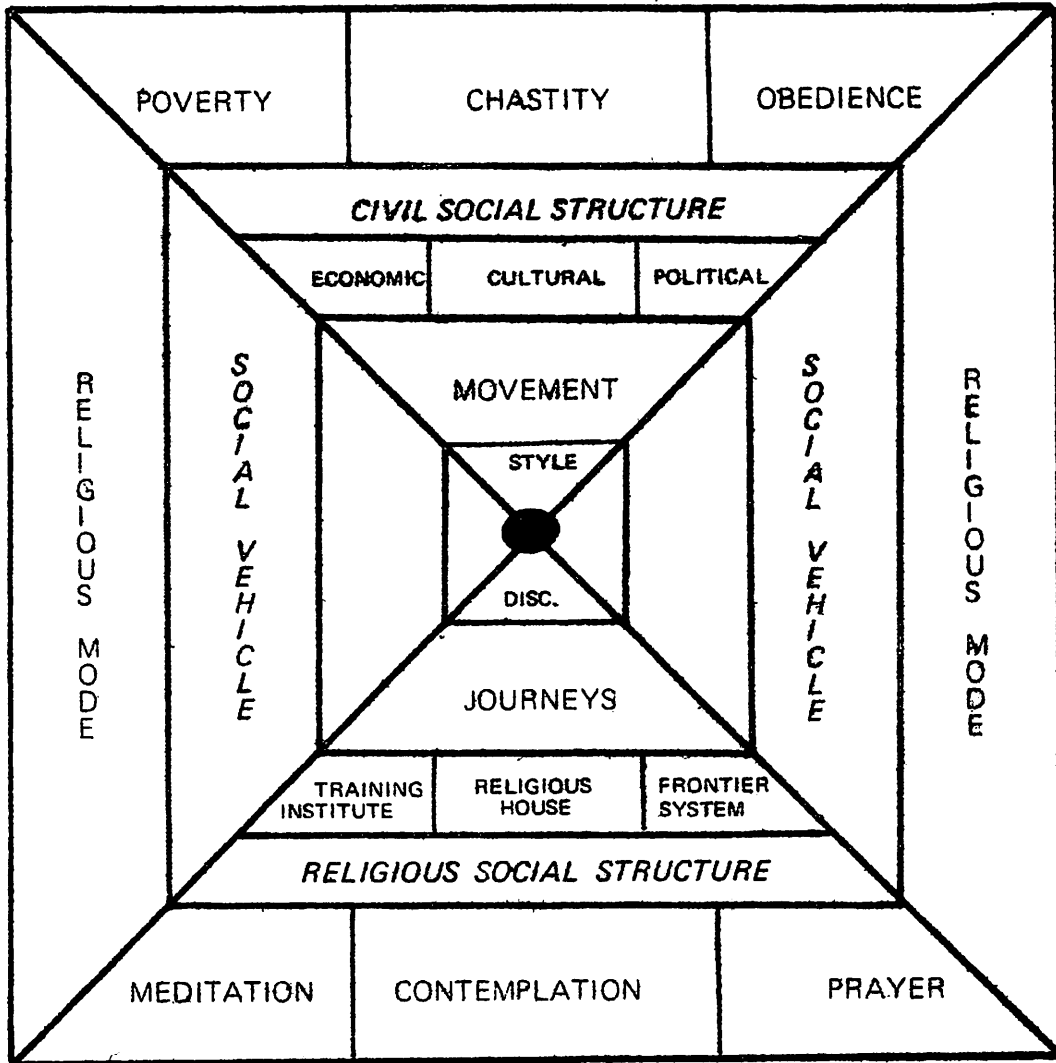 POVERTY CHASTITY OBEDIENCE
CIVIL SOCIAL STRUCTURE
ECONOMIC CULTURAL POLITICAL
MOVEMENT
STYLE
RELIGIOUS MODE
SOCIAL VEHICLE
SOCIAL VEHICLE
RELIGIOUS MODE
DISC.
JOURNEYS
TRAINING INSTITUTE
RELIGIOUS HOUSE
FRONTIER SYSTEM
RELIGIOUS SOCIAL STRUCTURE
MEDITATION CONTEMPLATION PRAYER